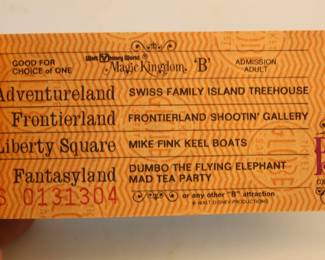 GOOD FOR
CHOICE of ONE
Walt Disney World
Magic Kingdom 'B'
ADMISSION
ADULT
Adventureland SWISS FAMILY ISLAND TREEHOUSE
Frontierland FRONTIERLAND SHOOTIN' GALLERY
Liberty Square MIKE FINK KEEL BOATS
Fantasyland DUMBO THE FLYING ELEPHANT
MAD TEA PARTY
0131304
or any other "B" attraction
© WALT DISNEY PRODUCTIONS